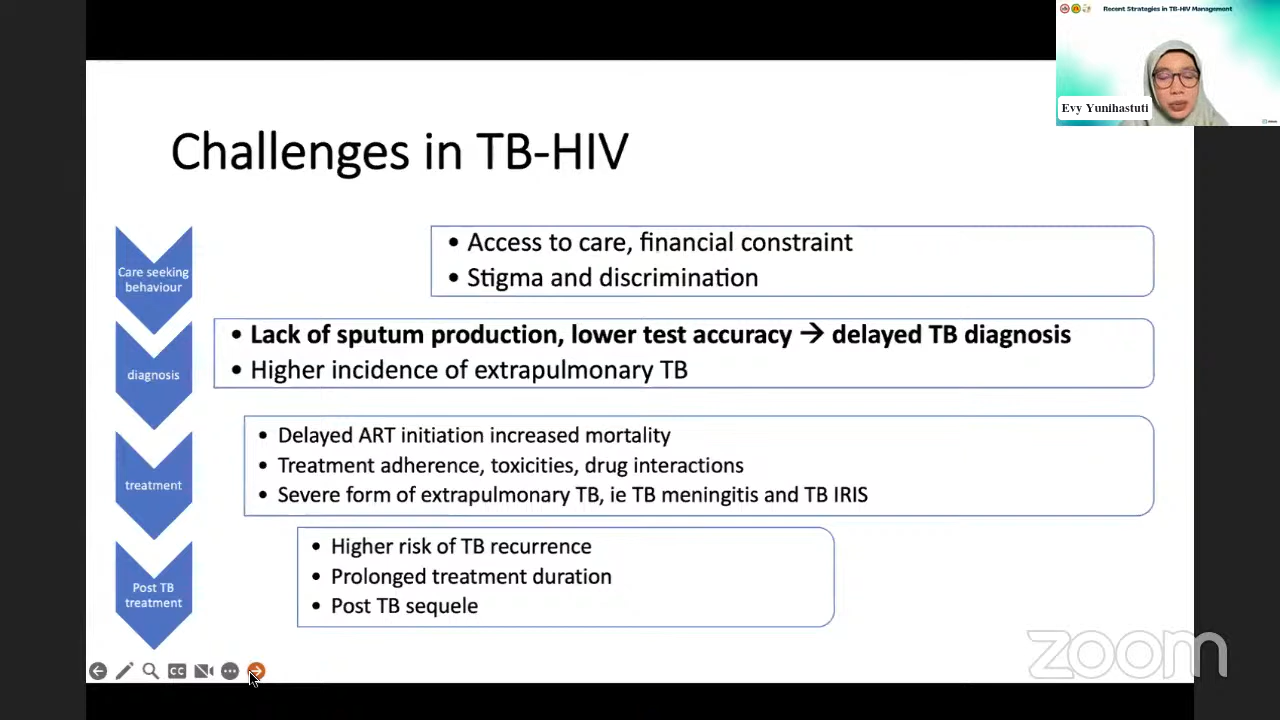 Recent Strategies in TB-HIV Management
Evy Yunihastuti
Challenges in TB-HIV
Care seeking
behaviour
• Access to care, financial constraint
• Stigma and discrimination
diagnosis
• Lack of sputum production, lower test accuracy → delayed TB diagnosis
• Higher incidence of extrapulmonary TB
treatment
• Delayed ART initiation increased mortality
• Treatment adherence, toxicities, drug interactions
• Severe form of extrapulmonary TB, ie TB meningitis and TB IRIS
Post TB
treatment
• Higher risk of TB recurrence
• Prolonged treatment duration
• Post TB sequele
CC
zoom